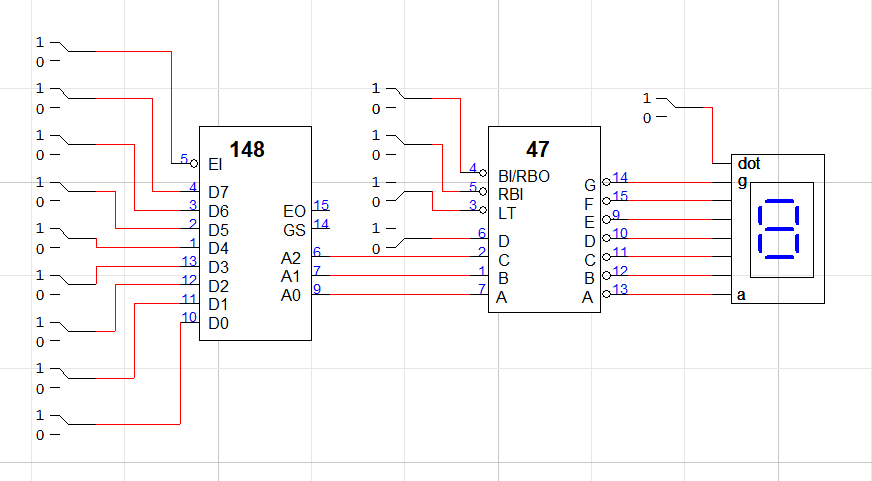 1
0
1
0
1
0
1
0
1
0
1
0
1
0
1
0
1
0
148
5 EI
4 D7
3 D6
2 D5
1 D4
13 D3
12 D2
11 D1
10 D0
EO 15
GS 14
A2 6
A1 7
A0 9
1
0
1
0
1
0
1
0
47
4 BI/RBO
5 RBI
3 LT
6 D
2 C
1 B
7 A
G 14
F 15
E 9
D 10
C 11
B 12
A 13
1
0
dot
g
a